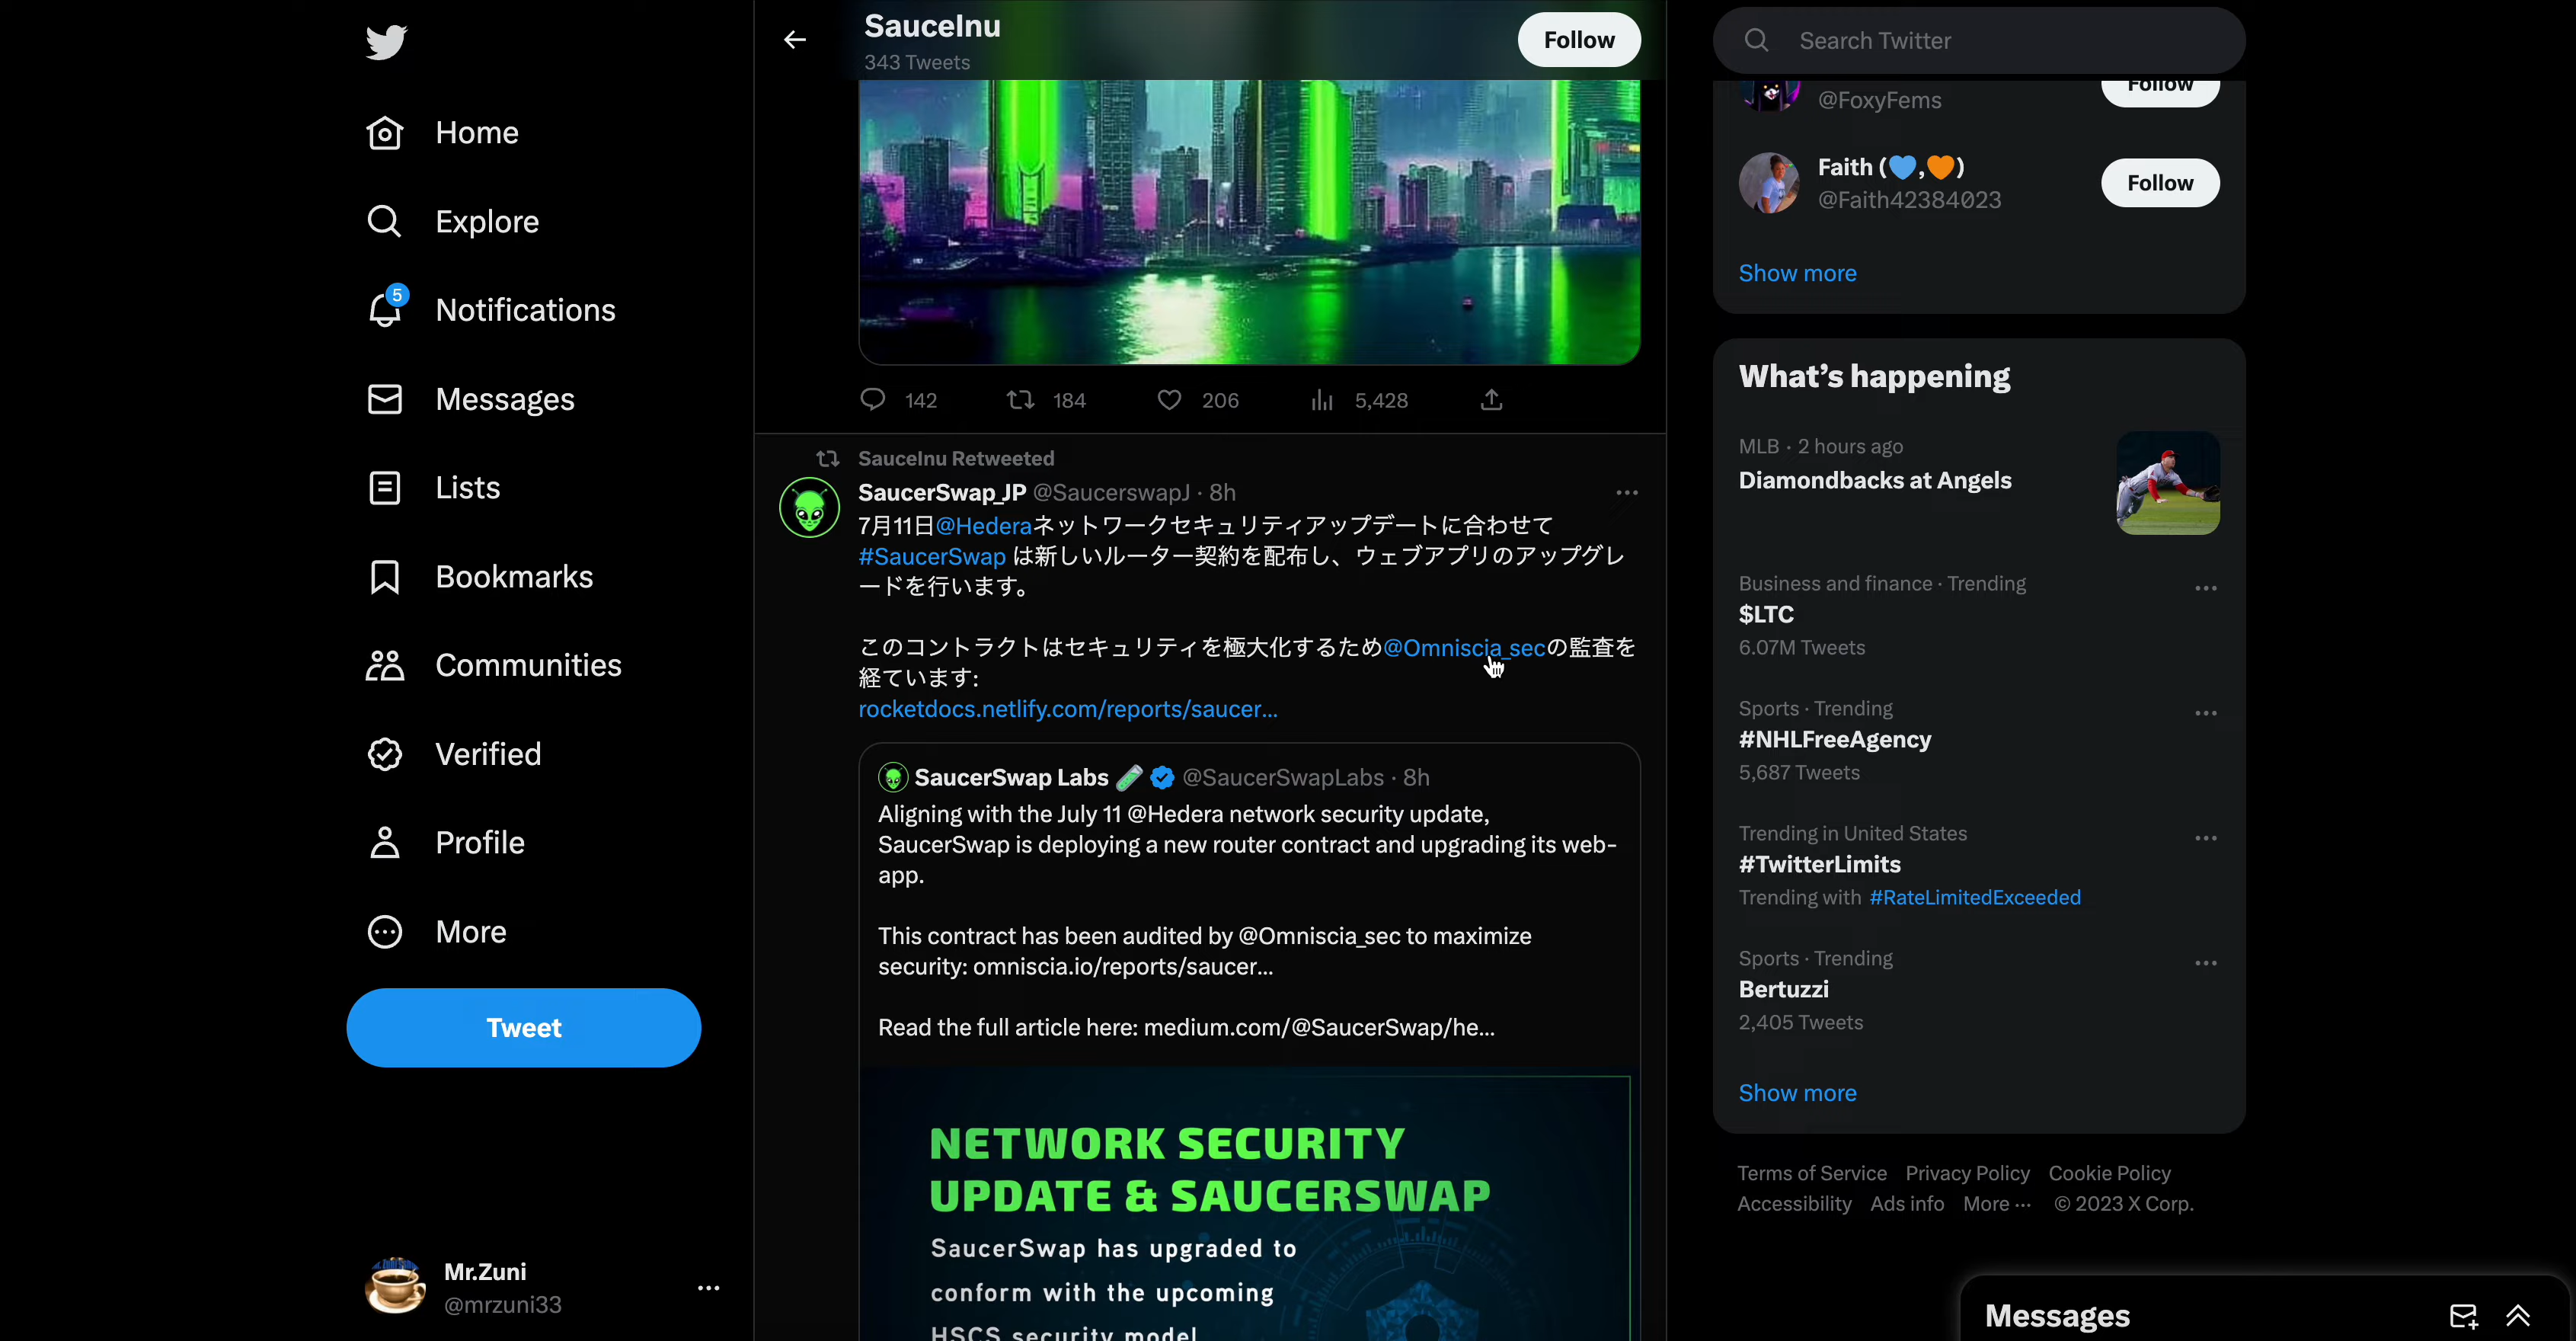 Home
Explore
5
Notifications
Messages
Lists
Bookmarks
Communities
Verified
Profile
More
Tweet
Mr.Zuni
@mrzuni33
SauceInu
343 Tweets
Follow
142 184 206 5,428
SauceInu Retweeted
SaucerSwap_JP @SaucerswapJ · 8h
7月11日@Hederaネットワークセキュリティアップデートに合わせて
#SaucerSwap は新しいルーター契約を配布し、ウェブアプリのアップグレ
ードを行います。
このコントラクトはセキュリティを極大化するため@Omniscia_secの監査を
経ています:
rocketdocs.netlify.com/reports/saucer...
SaucerSwap Labs @SaucerSwapLabs · 8h
Aligning with the July 11 @Hedera network security update,
SaucerSwap is deploying a new router contract and upgrading its web-
app.
This contract has been audited by @Omniscia_sec to maximize
security: omniscia.io/reports/saucer...
Read the full article here: medium.com/@SaucerSwap/he...
NETWORK SECURITY
UPDATE & SAUCERSWAP
SaucerSwap has upgraded to
conform with the upcoming
HSCS security model
Search Twitter
@FoxyFems
Follow
Faith (💙,🧡)
@Faith42384023
Follow
Show more
What's happening
MLB · 2 hours ago
Diamondbacks at Angels
Business and finance · Trending
$LTC
6.07M Tweets
Sports · Trending
#NHLFreeAgency
5,687 Tweets
Trending in United States
#TwitterLimits
Trending with #RateLimitedExceeded
Sports · Trending
Bertuzzi
2,405 Tweets
Show more
Terms of Service Privacy Policy Cookie Policy
Accessibility Ads info More ··· © 2023 X Corp.
Messages